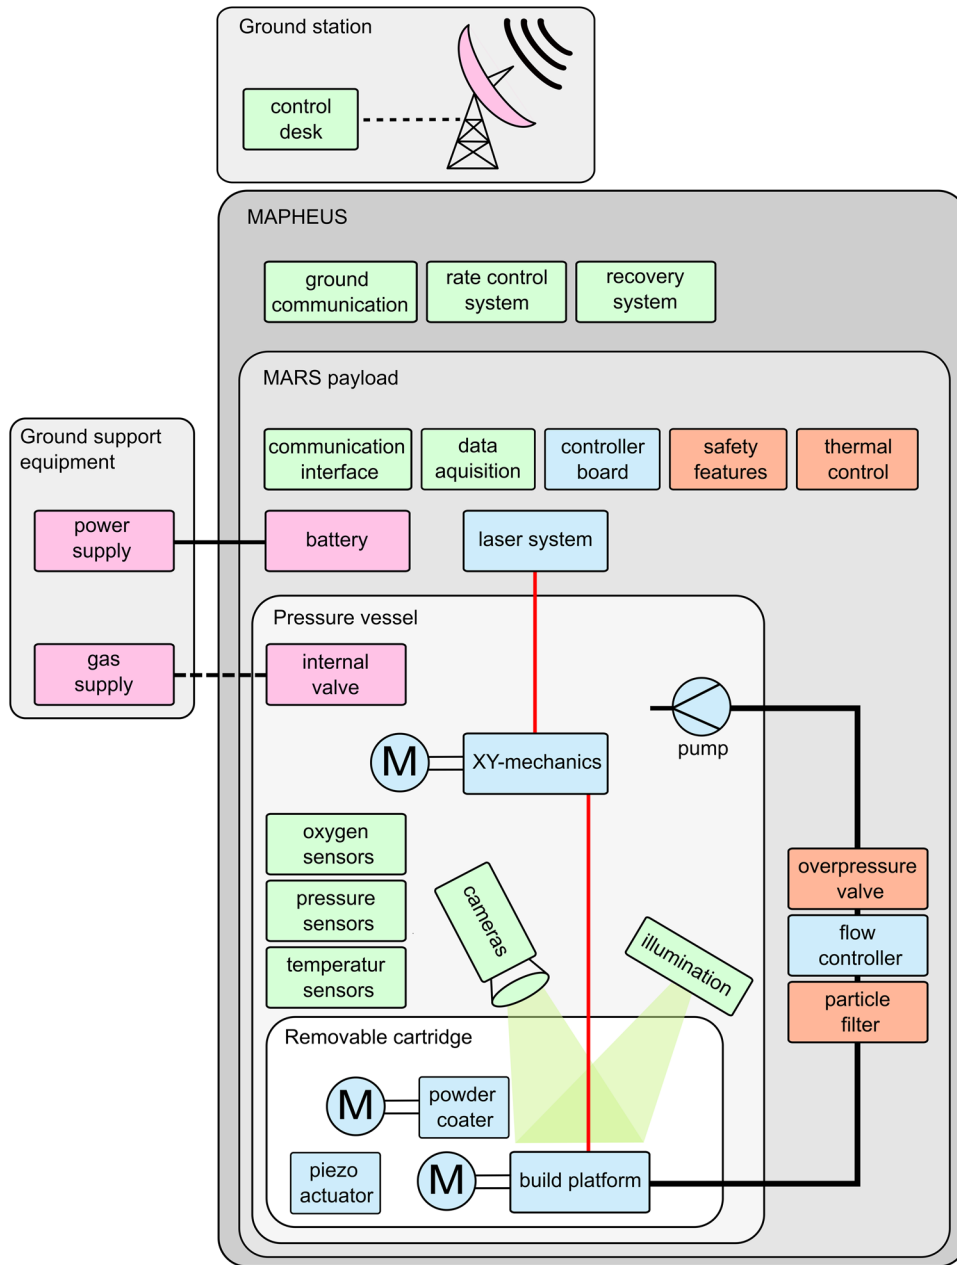 Ground station
control
desk
MAPHEUS
ground
communication
rate control
system
recovery
system
MARS payload
Ground support
equipment
communication
interface
data
aquisition
controller
board
safety
features
thermal
control
power
supply
battery
laser system
Pressure vessel
gas
supply
internal
valve
pump
M
XY-mechanics
oxygen
sensors
pressure
sensors
temperatur
sensors
cameras
illumination
overpressure
valve
flow
controller
particle
filter
Removable cartridge
M
powder
coater
piezo
actuator
M
build platform